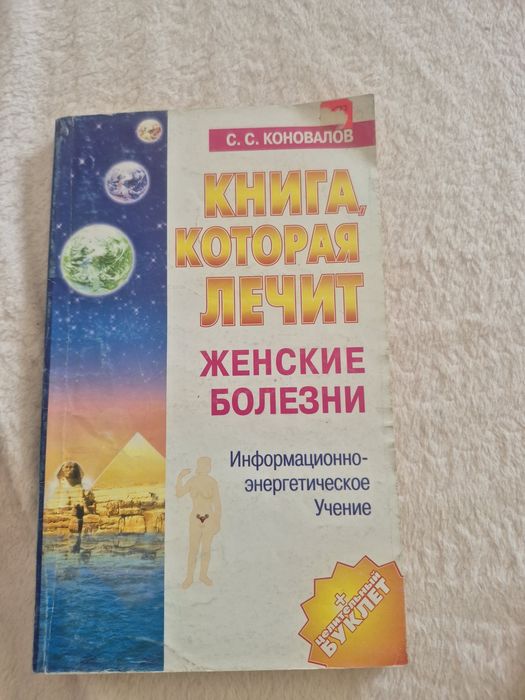 С. С. КОНОВАЛОВ
КНИГА,
КОТОРАЯ
ЛЕЧИТ
ЖЕНСКИЕ
БОЛЕЗНИ
Информационно-
энергетическое
Учение
+
ЦЕЛИТЕЛЬНЫЙ
БУКЛЕТ